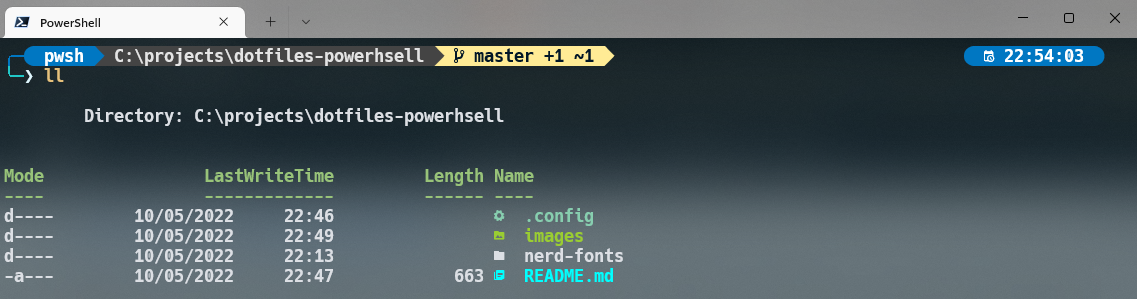 PowerShell
pwsh C:\projects\dotfiles-powerhsell master +1 ~1 22:54:03
❯ ll
Directory: C:\projects\dotfiles-powerhsell
Mode LastWriteTime Length Name
---- ------------- ------ ----
d---- 10/05/2022 22:46 .config
d---- 10/05/2022 22:49 images
d---- 10/05/2022 22:13 nerd-fonts
-a--- 10/05/2022 22:47 663 README.md